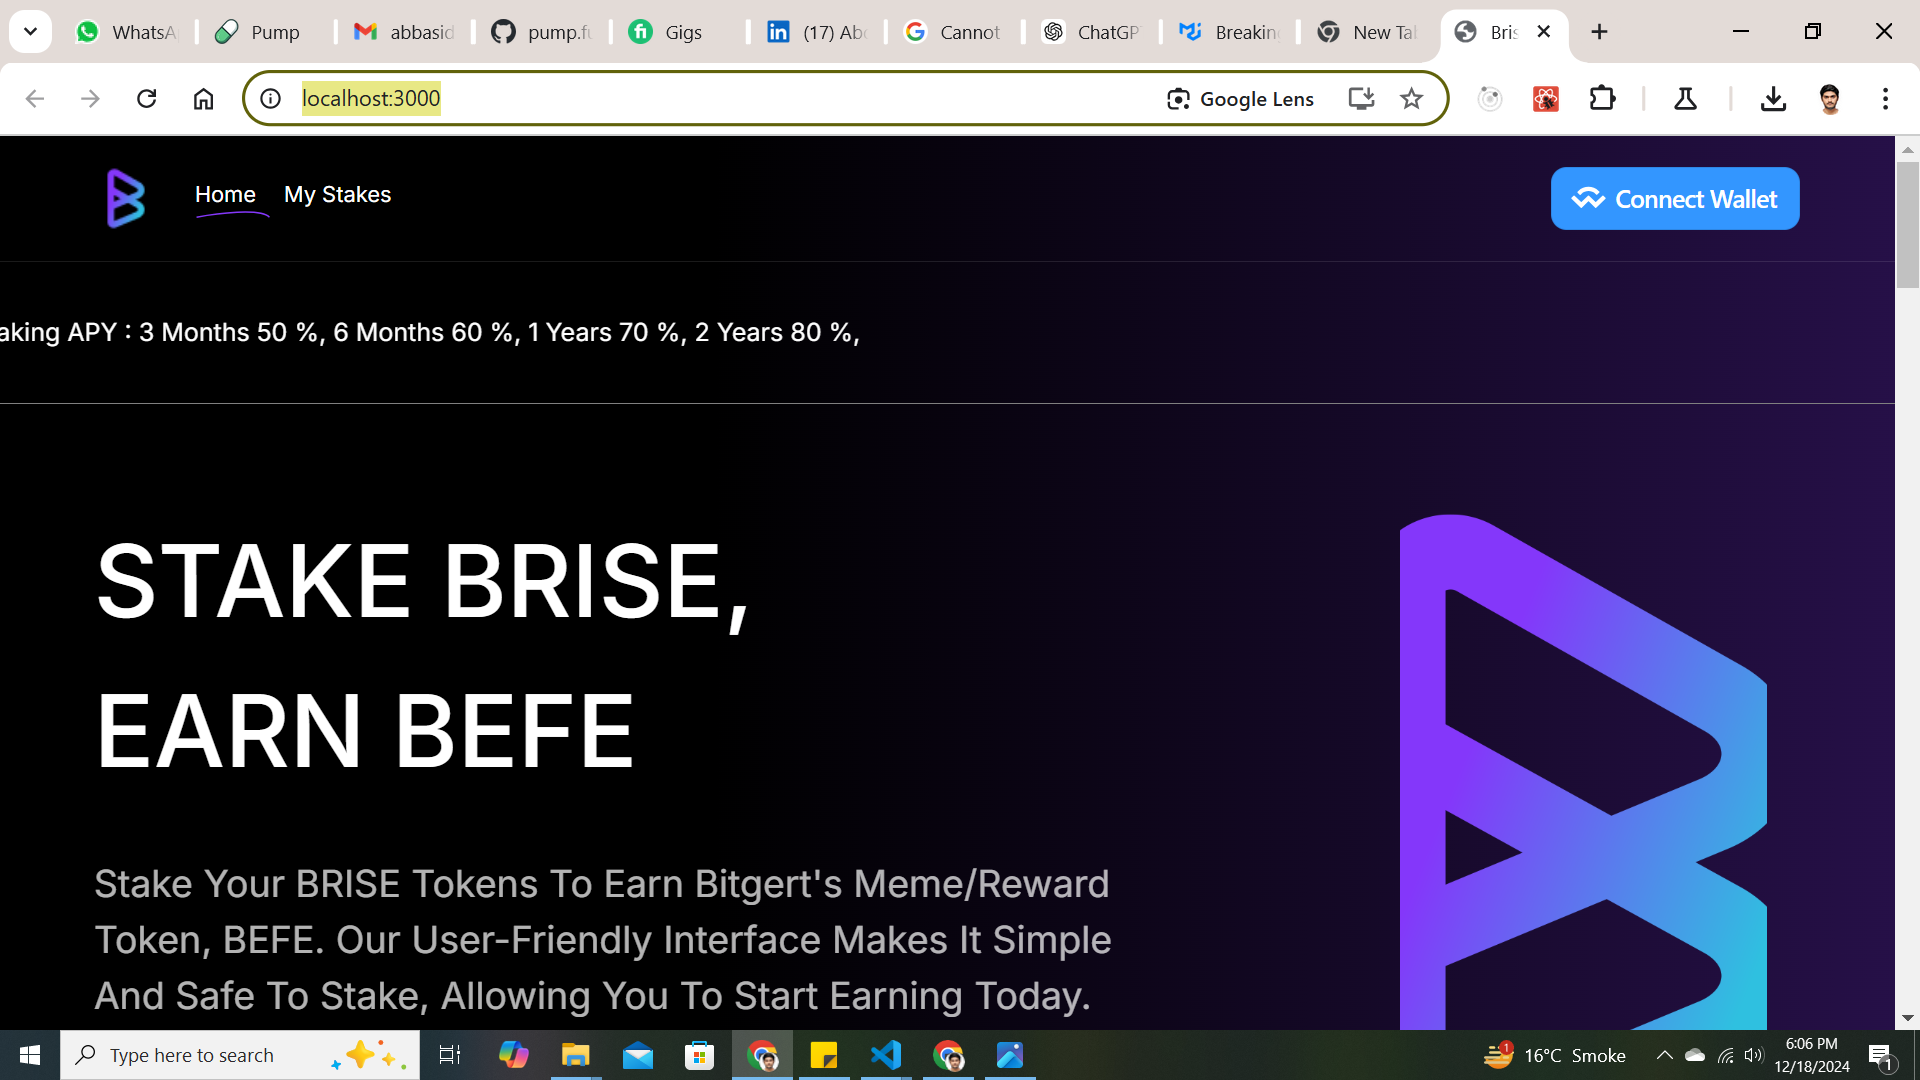 WhatsA
Pump
abbasid
pump.fu
Gigs
(17) Abo
Cannot
ChatGP
Breaking
New Tab
Bris
localhost:3000
Google Lens
Home
My Stakes
Connect Wallet
aking APY : 3 Months 50 %, 6 Months 60 %, 1 Years 70 %, 2 Years 80 %,
STAKE BRISE,
EARN BEFE
Stake Your BRISE Tokens To Earn Bitgert's Meme/Reward
Token, BEFE. Our User-Friendly Interface Makes It Simple
And Safe To Stake, Allowing You To Start Earning Today.
Type here to search
1
16°C Smoke
6:06 PM
12/18/2024
1